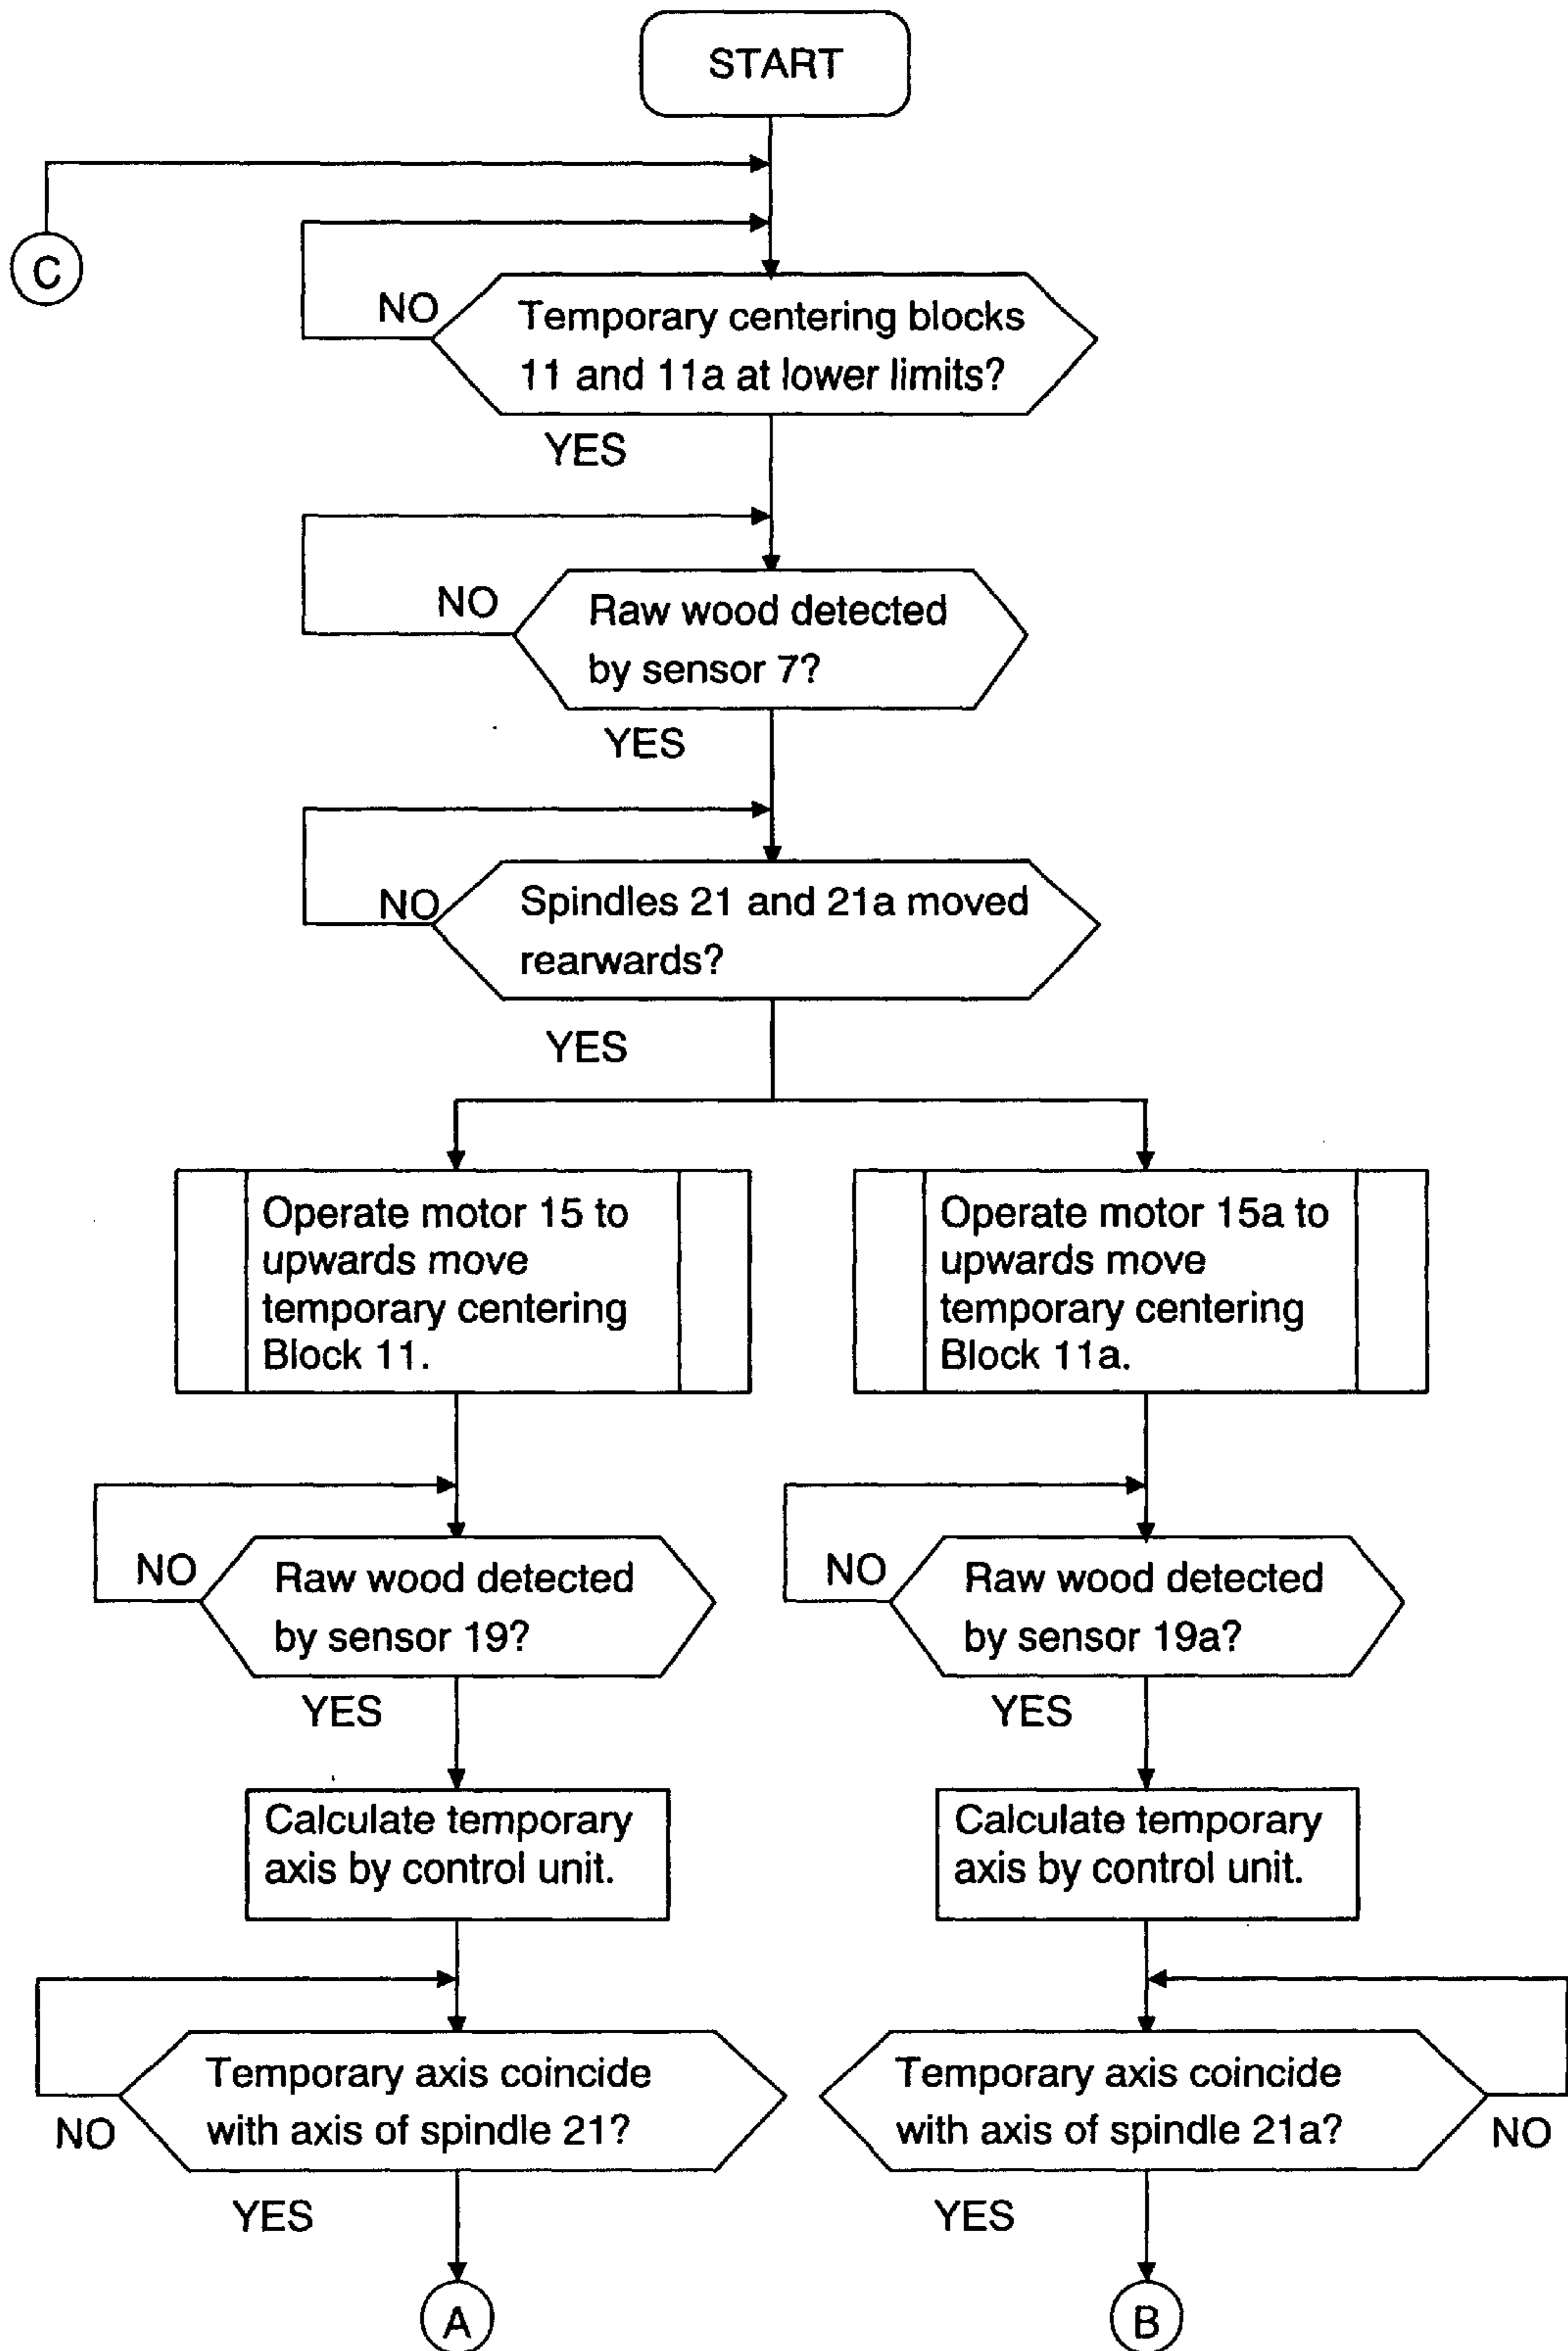 START
C
NO
Temporary centering blocks
11 and 11a at lower limits?
YES
NO
Raw wood detected
by sensor 7?
YES
NO
Spindles 21 and 21a moved
rearwards?
YES
Operate motor 15 to
upwards move
temporary centering
Block 11.
Operate motor 15a to
upwards move
temporary centering
Block 11a.
NO
Raw wood detected
by sensor 19?
YES
NO
Raw wood detected
by sensor 19a?
YES
Calculate temporary
axis by control unit.
Calculate temporary
axis by control unit.
Temporary axis coincide
with axis of spindle 21?
NO
YES
Temporary axis coincide
with axis of spindle 21a?
NO
YES
A
B